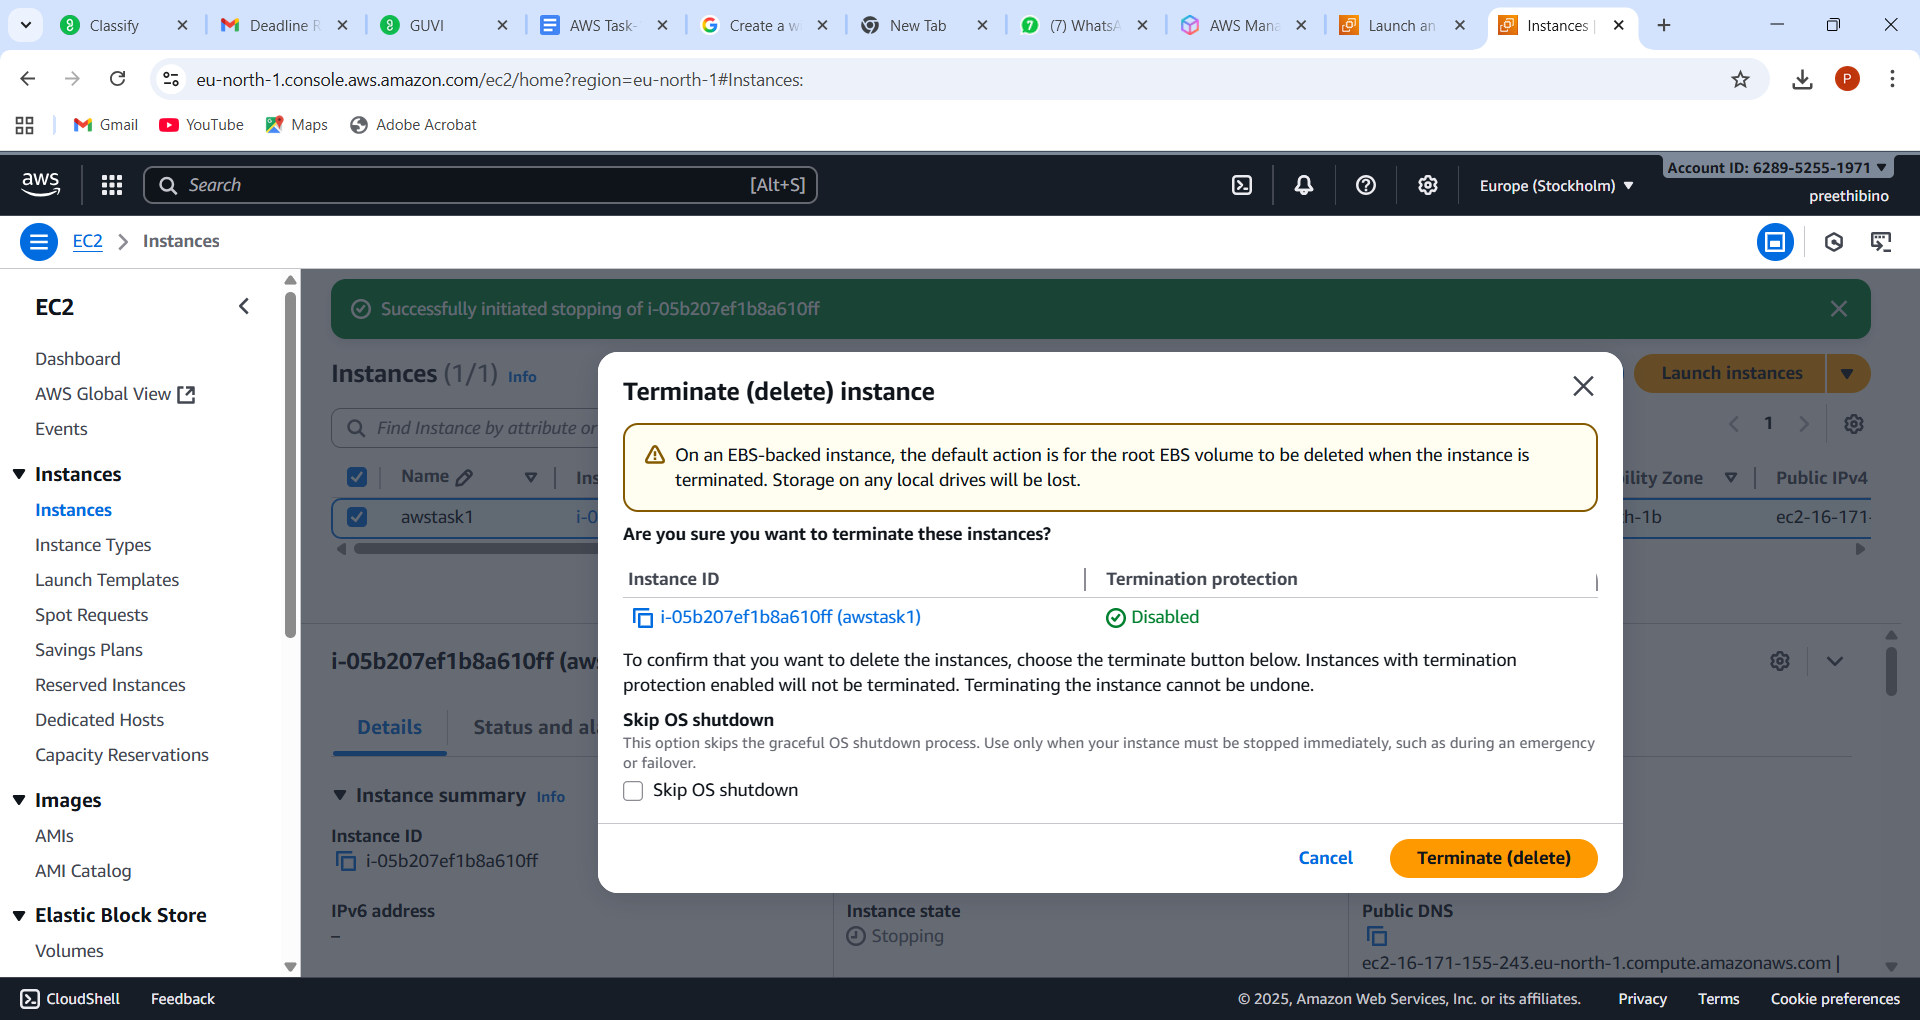 Classify
Deadline R
GUVI
AWS Task-
Create a w
New Tab
(7) WhatsA
AWS Mana
Launch an
Instances |
eu-north-1.console.aws.amazon.com/ec2/home?region=eu-north-1#Instances:
P
Gmail
YouTube
Maps
Adobe Acrobat
aws
Search
[Alt+S]
Europe (Stockholm)
Account ID: 6289-5255-1971
preethibino
EC2
Instances
EC2
Dashboard
AWS Global View
Events
Instances
Instances
Instance Types
Launch Templates
Spot Requests
Savings Plans
Reserved Instances
Dedicated Hosts
Capacity Reservations
Images
AMIs
AMI Catalog
Elastic Block Store
Volumes
Successfully initiated stopping of i-05b207ef1b8a610ff
Instances (1/1) Info
Launch instances
Find Instance by attribute or
1
Name
Ins
ility Zone
Public IPv4
awstask1
i-0
h-1b
ec2-16-171-
Terminate (delete) instance
On an EBS-backed instance, the default action is for the root EBS volume to be deleted when the instance is
terminated. Storage on any local drives will be lost.
Are you sure you want to terminate these instances?
Instance ID
Termination protection
i-05b207ef1b8a610ff (awstask1)
Disabled
To confirm that you want to delete the instances, choose the terminate button below. Instances with termination
protection enabled will not be terminated. Terminating the instance cannot be undone.
Skip OS shutdown
This option skips the graceful OS shutdown process. Use only when your instance must be stopped immediately, such as during an emergency
or failover.
Skip OS shutdown
Cancel
Terminate (delete)
i-05b207ef1b8a610ff (aws
Details
Status and ala
Instance summary Info
Instance ID
i-05b207ef1b8a610ff
IPv6 address
–
Instance state
Stopping
Public DNS
ec2-16-171-155-243.eu-north-1.compute.amazonaws.com |
CloudShell
Feedback
© 2025, Amazon Web Services, Inc. or its affiliates.
Privacy
Terms
Cookie preferences